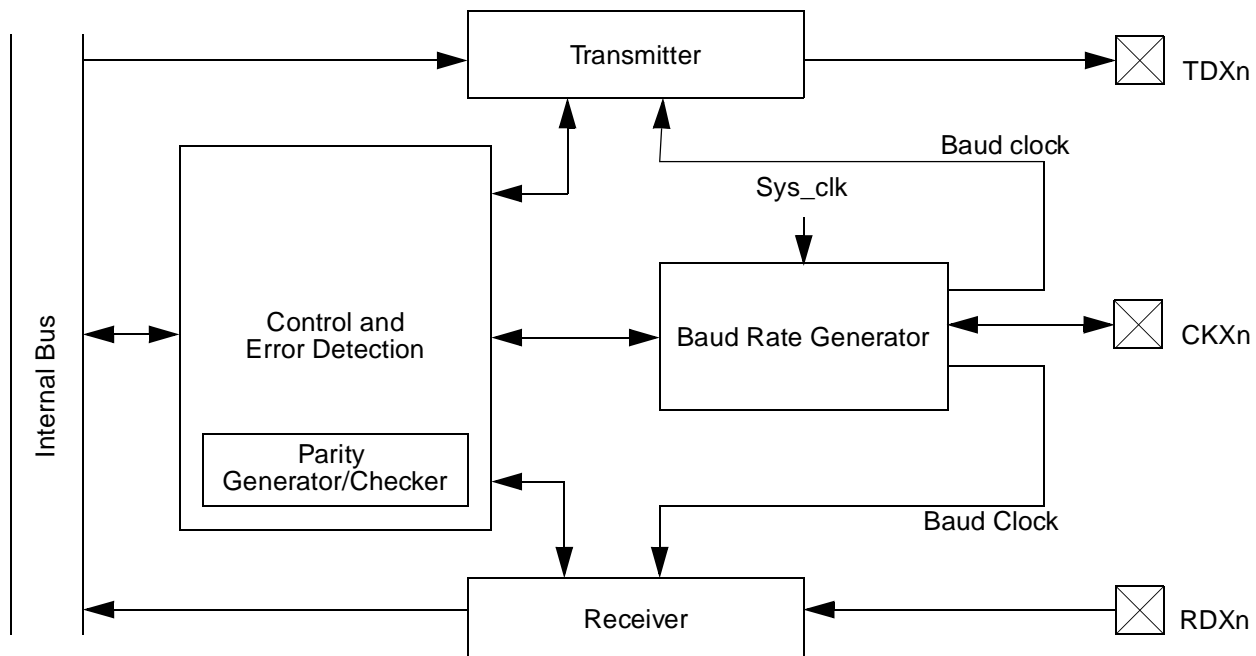 Transmitter
TDXn
Baud clock
Sys_clk
Internal Bus
Control and
Error Detection
Baud Rate Generator
CKXn
Parity
Generator/Checker
Baud Clock
Receiver
RDXn